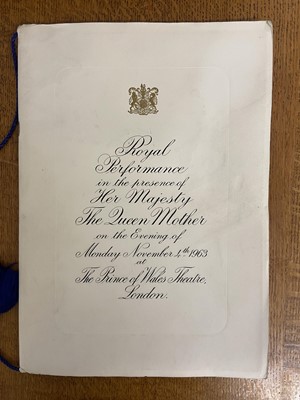 Royal
Performance
in the presence of
Her Majesty
The Queen Mother
on the Evening of
Monday November 4th 1963
at
The Prince of Wales Theatre,
London.